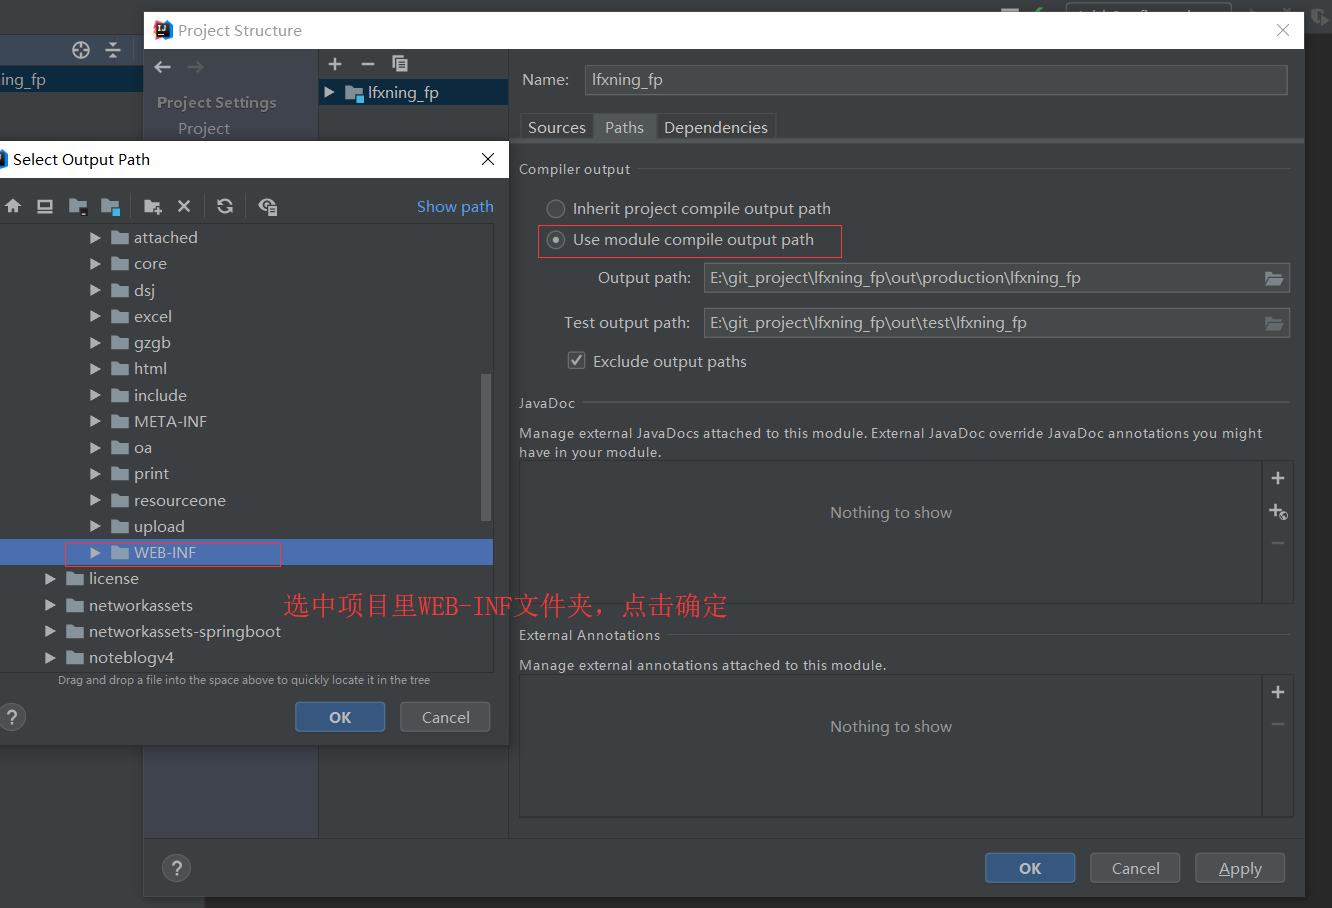 Project Structure
ning_fp
Project Settings
Project
lfxning_fp
Name:
lfxning_fp
Sources
Paths
Dependencies
Select Output Path
Show path
attached
core
dsj
excel
gzgb
html
include
META-INF
oa
print
resourceone
upload
WEB-INF
license
networkassets
networkassets-springboot
noteblogv4
Drag and drop a file into the space above to quickly locate it in the tree
?
OK
Cancel
选中项目里WEB-INF文件夹，点击确定
Compiler output
Inherit project compile output path
Use module compile output path
Output path:
E:\git_project\lfxning_fp\out\production\lfxning_fp
Test output path:
E:\git_project\lfxning_fp\out\test\lfxning_fp
Exclude output paths
JavaDoc
Manage external JavaDocs attached to this module. External JavaDoc override JavaDoc annotations you might
have in your module.
Nothing to show
External Annotations
Manage external annotations attached to this module.
Nothing to show
?
OK
Cancel
Apply